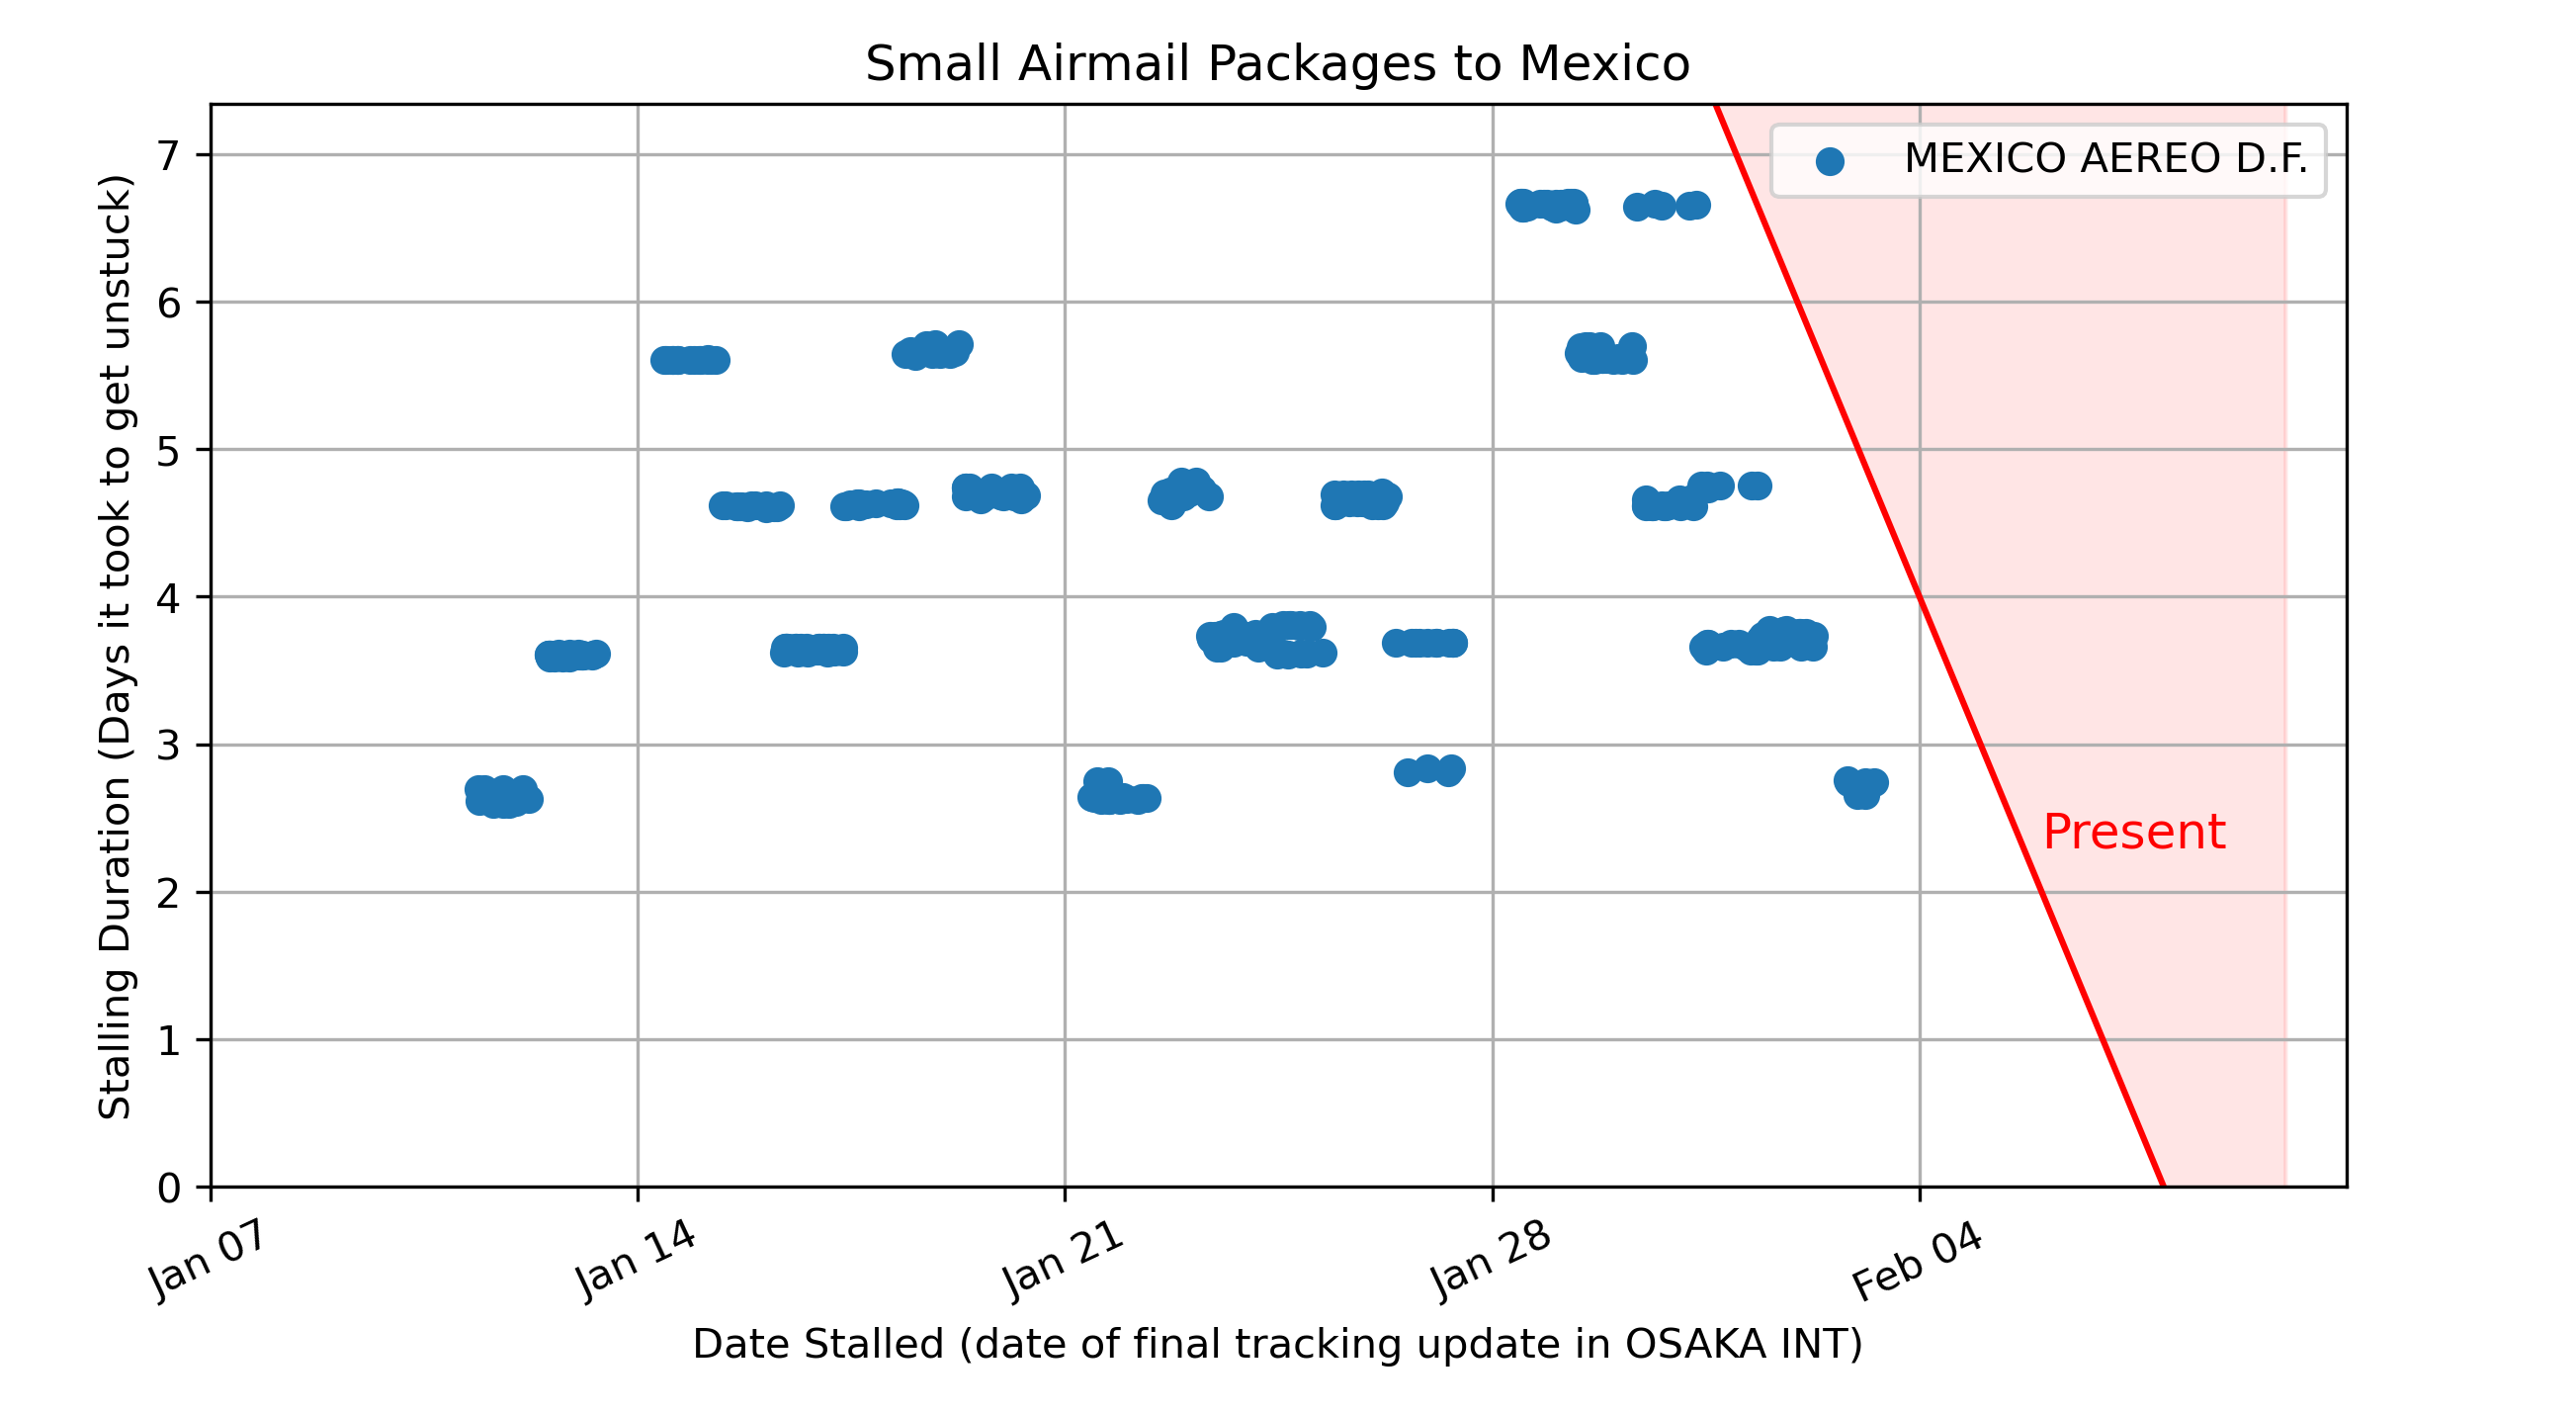 Small Airmail Packages to Mexico
MEXICO AEREO D.F.
Stalling Duration (Days it took to get unstuck)
7
6
5
4
3
2
1
0
Present
Jan 07
Jan 14
Jan 21
Jan 28
Feb 04
Date Stalled (date of final tracking update in OSAKA INT)